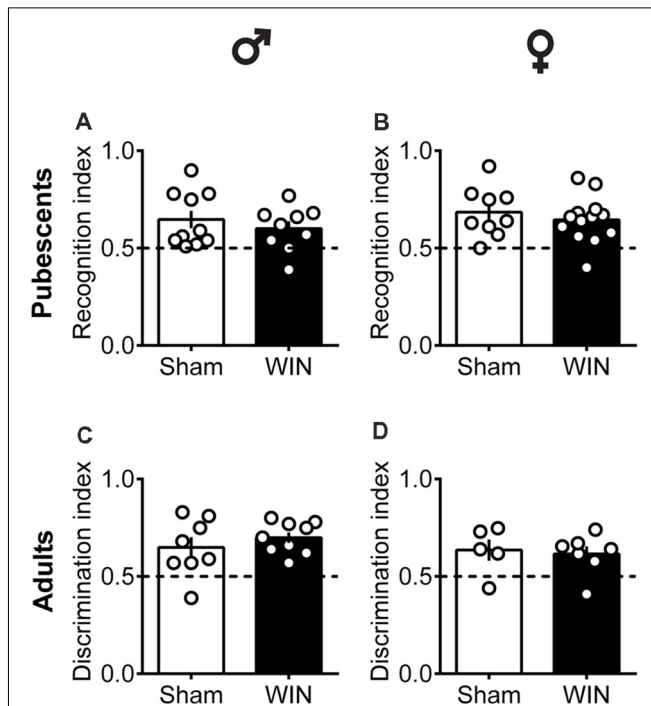 ♂ ♀
A
B
Pubescents
Recognition index
1.0
0.5
0.0
Sham WIN
Recognition index
1.0
0.5
0.0
Sham WIN
C
D
Adults
Discrimination index
1.0
0.5
0.0
Sham WIN
Discrimination index
1.0
0.5
0.0
Sham WIN